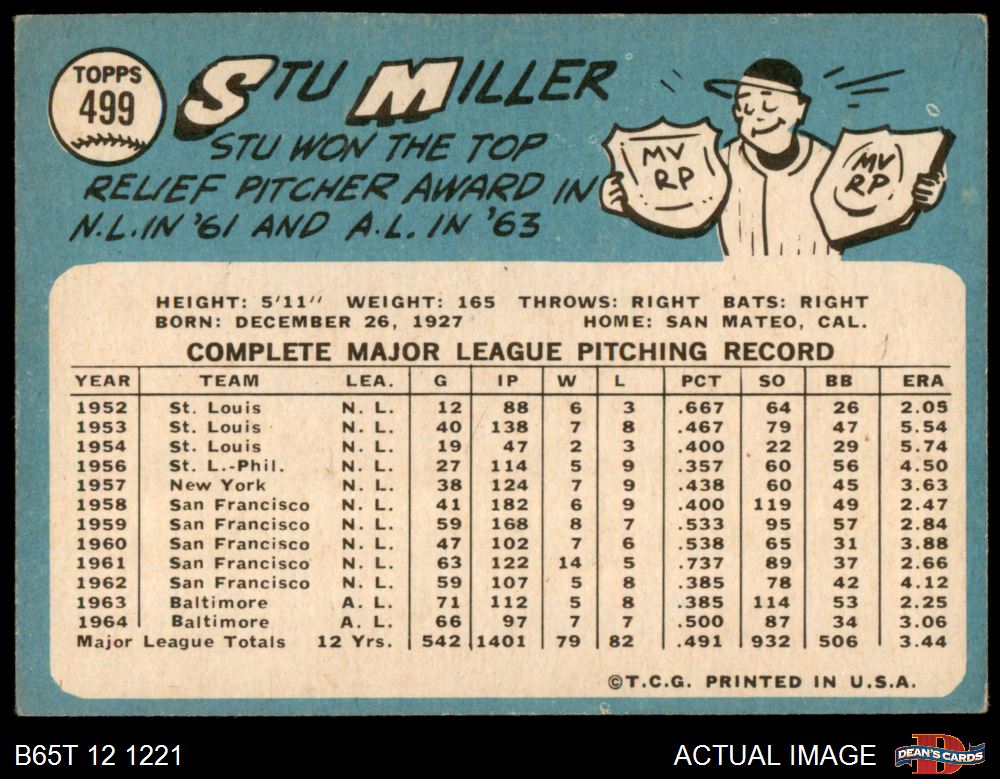 TOPPS
499
STU MILLER
STU WON THE TOP
RELIEF PITCHER AWARD IN
N.L. IN '61 AND A.L. IN '63
MV
RP
MV
RP
HEIGHT: 5'11" WEIGHT: 165 THROWS: RIGHT BATS: RIGHT
BORN: DECEMBER 26, 1927 HOME: SAN MATEO, CAL.
COMPLETE MAJOR LEAGUE PITCHING RECORD
YEAR TEAM LEA. G IP W L PCT SO BB ERA
1952 St. Louis N. L. 12 88 6 3 .667 64 26 2.05
1953 St. Louis N. L. 40 138 7 8 .467 79 47 5.54
1954 St. Louis N. L. 19 47 2 3 .400 22 29 5.74
1956 St. L.-Phil. N. L. 27 114 5 9 .357 60 56 4.50
1957 New York N. L. 38 124 7 9 .438 60 45 3.63
1958 San Francisco N. L. 41 182 6 9 .400 119 49 2.47
1959 San Francisco N. L. 59 168 8 7 .533 95 57 2.84
1960 San Francisco N. L. 47 102 7 6 .538 65 31 3.88
1961 San Francisco N. L. 63 122 14 5 .737 89 37 2.66
1962 San Francisco N. L. 59 107 5 8 .385 78 42 4.12
1963 Baltimore A. L. 71 112 5 8 .385 114 53 2.25
1964 Baltimore A. L. 66 97 7 7 .500 87 34 3.06
Major League Totals 12 Yrs. 542 1401 79 82 .491 932 506 3.44
©T.C.G. PRINTED IN U.S.A.
B65T 12 1221 ACTUAL IMAGE DEAN'S CARDS